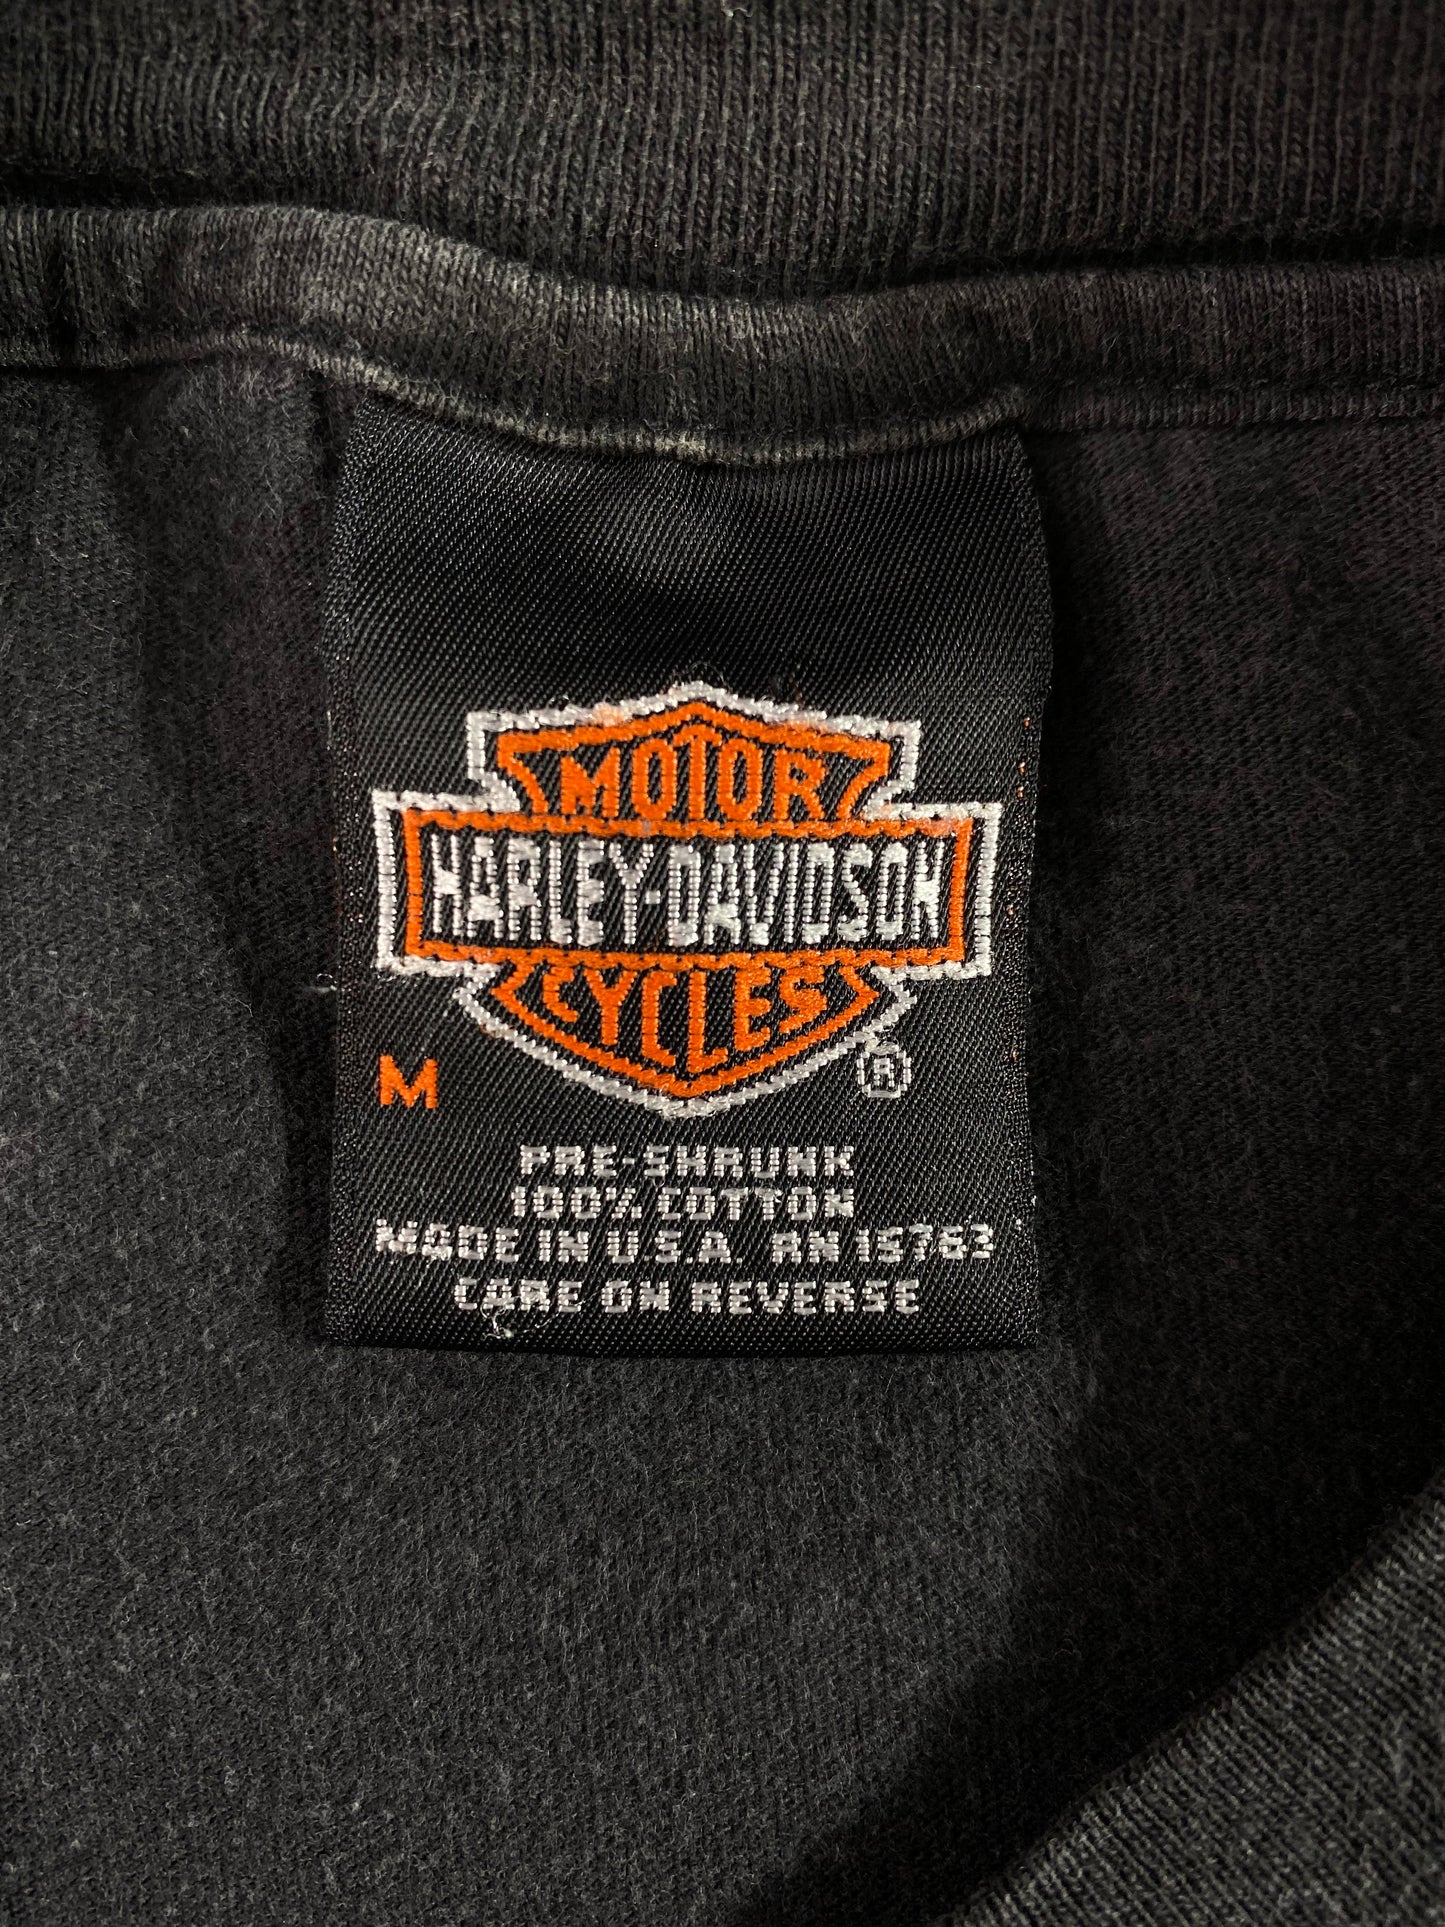 MOTOR
HARLEY-DAVIDSON
CYCLES
M ®
PRE-SHRUNK
100% COTTON
MADE IN U.S.A. RN 15763
CARE ON REVERSE